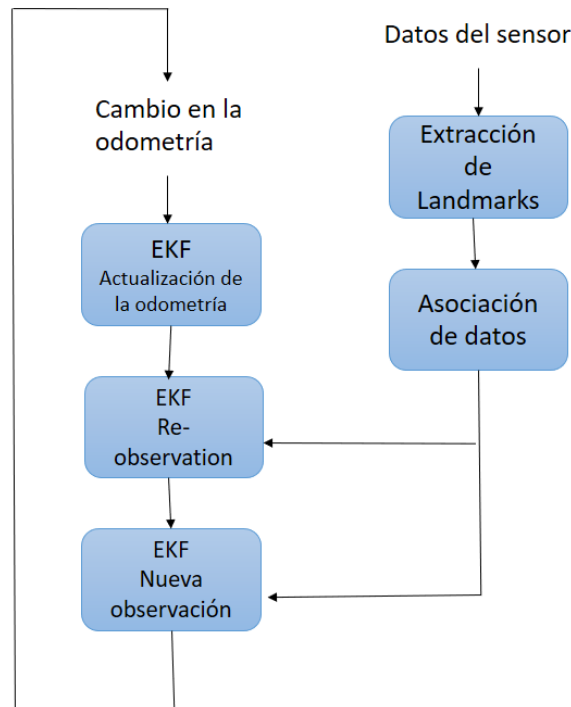 Datos del sensor
Cambio en la
odometría
Extracción
de
Landmarks
EKF
Actualización de
la odometría
Asociación
de datos
EKF
Re-
observation
EKF
Nueva
observación